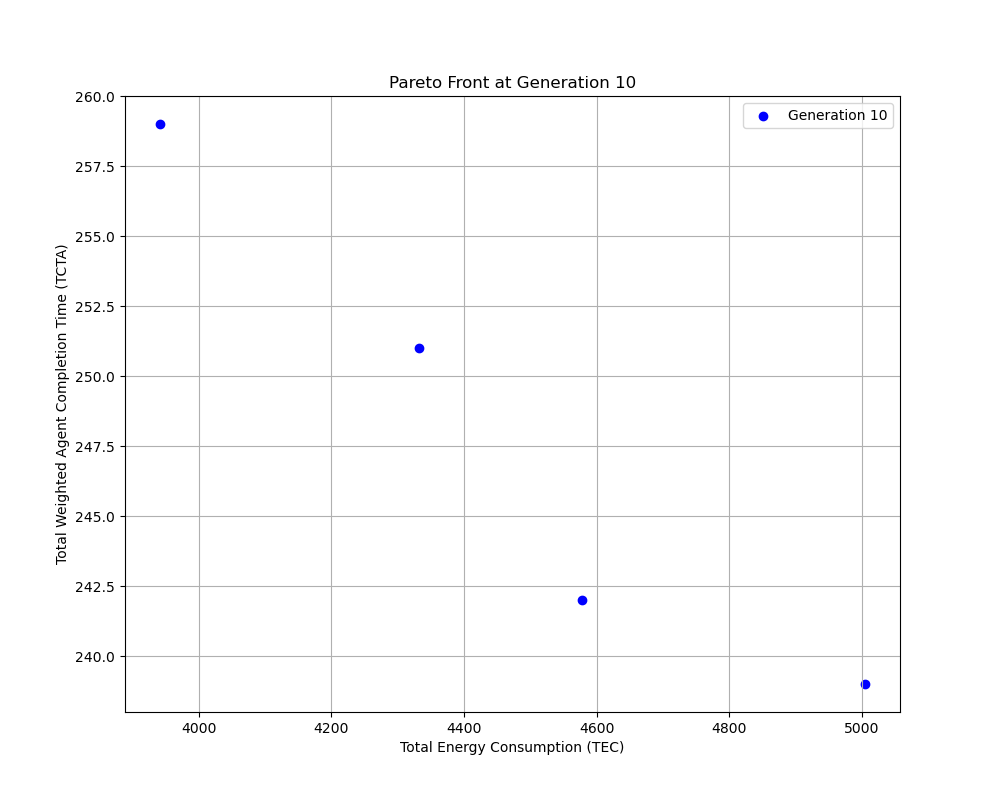 Pareto Front at Generation 10
Generation 10
260.0
257.5
255.0
252.5
250.0
247.5
245.0
242.5
240.0
Total Weighted Agent Completion Time (TCTA)
4000 4200 4400 4600 4800 5000
Total Energy Consumption (TEC)